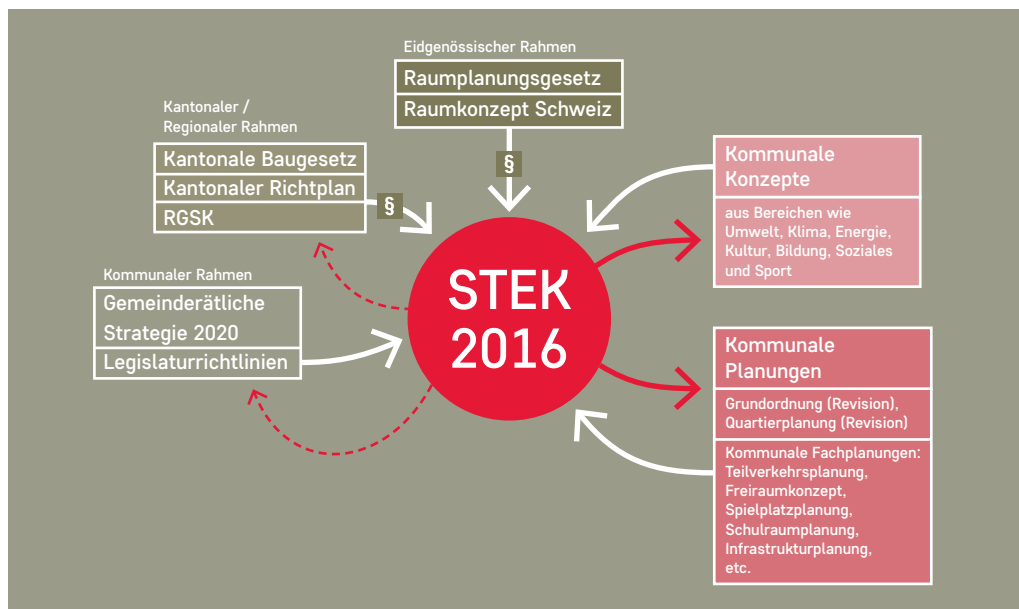 Eidgenössischer Rahmen
Raumplanungsgesetz
Raumkonzept Schweiz
§
Kantonaler /
Regionaler Rahmen
Kantonale Baugesetz
Kantonaler Richtplan
RGSK
§
Kommunaler Rahmen
Gemeinderätliche
Strategie 2020
Legislaturrichtlinien
STEK
2016
Kommunale
Konzepte
aus Bereichen wie
Umwelt, Klima, Energie,
Kultur, Bildung, Soziales
und Sport
Kommunale
Planungen
Grundordnung (Revision),
Quartierplanung (Revision)
Kommunale Fachplanungen:
Teilverkehrsplanung,
Freiraumkonzept,
Spielplatzplanung,
Schulraumplanung,
Infrastrukturplanung,
etc.